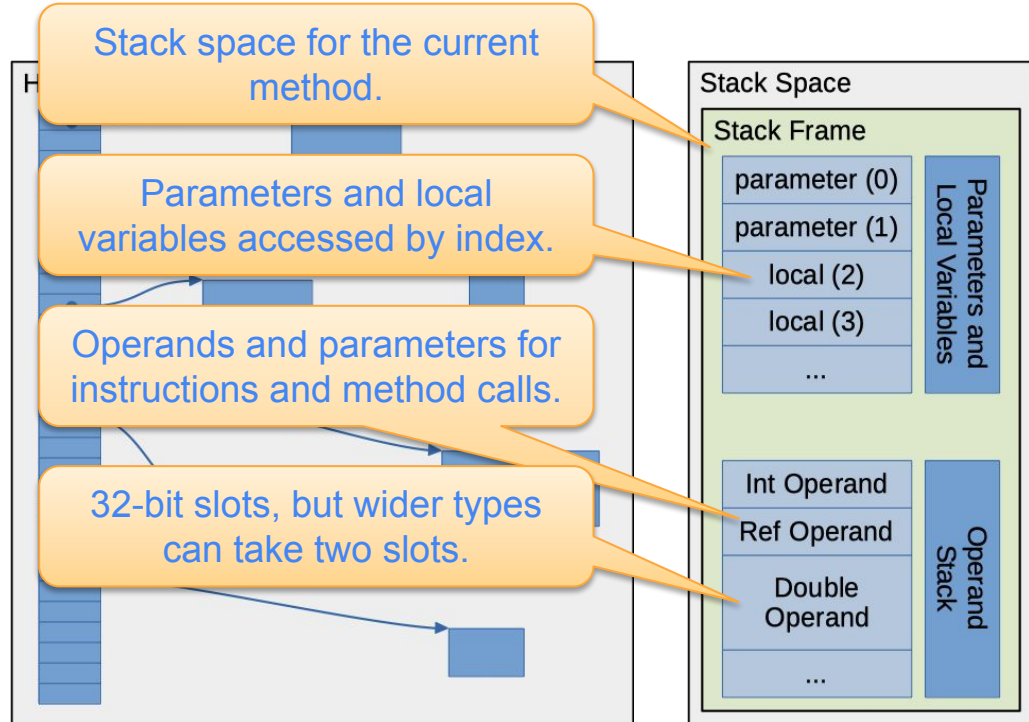 Stack space for the current
method.
Parameters and local
variables accessed by index.
Operands and parameters for
instructions and method calls.
32-bit slots, but wider types
can take two slots.
Stack Space
Stack Frame
parameter (0)
parameter (1)
local (2)
local (3)
...
Parameters and
Local Variables
Int Operand
Ref Operand
Double
Operand
...
Operand
Stack